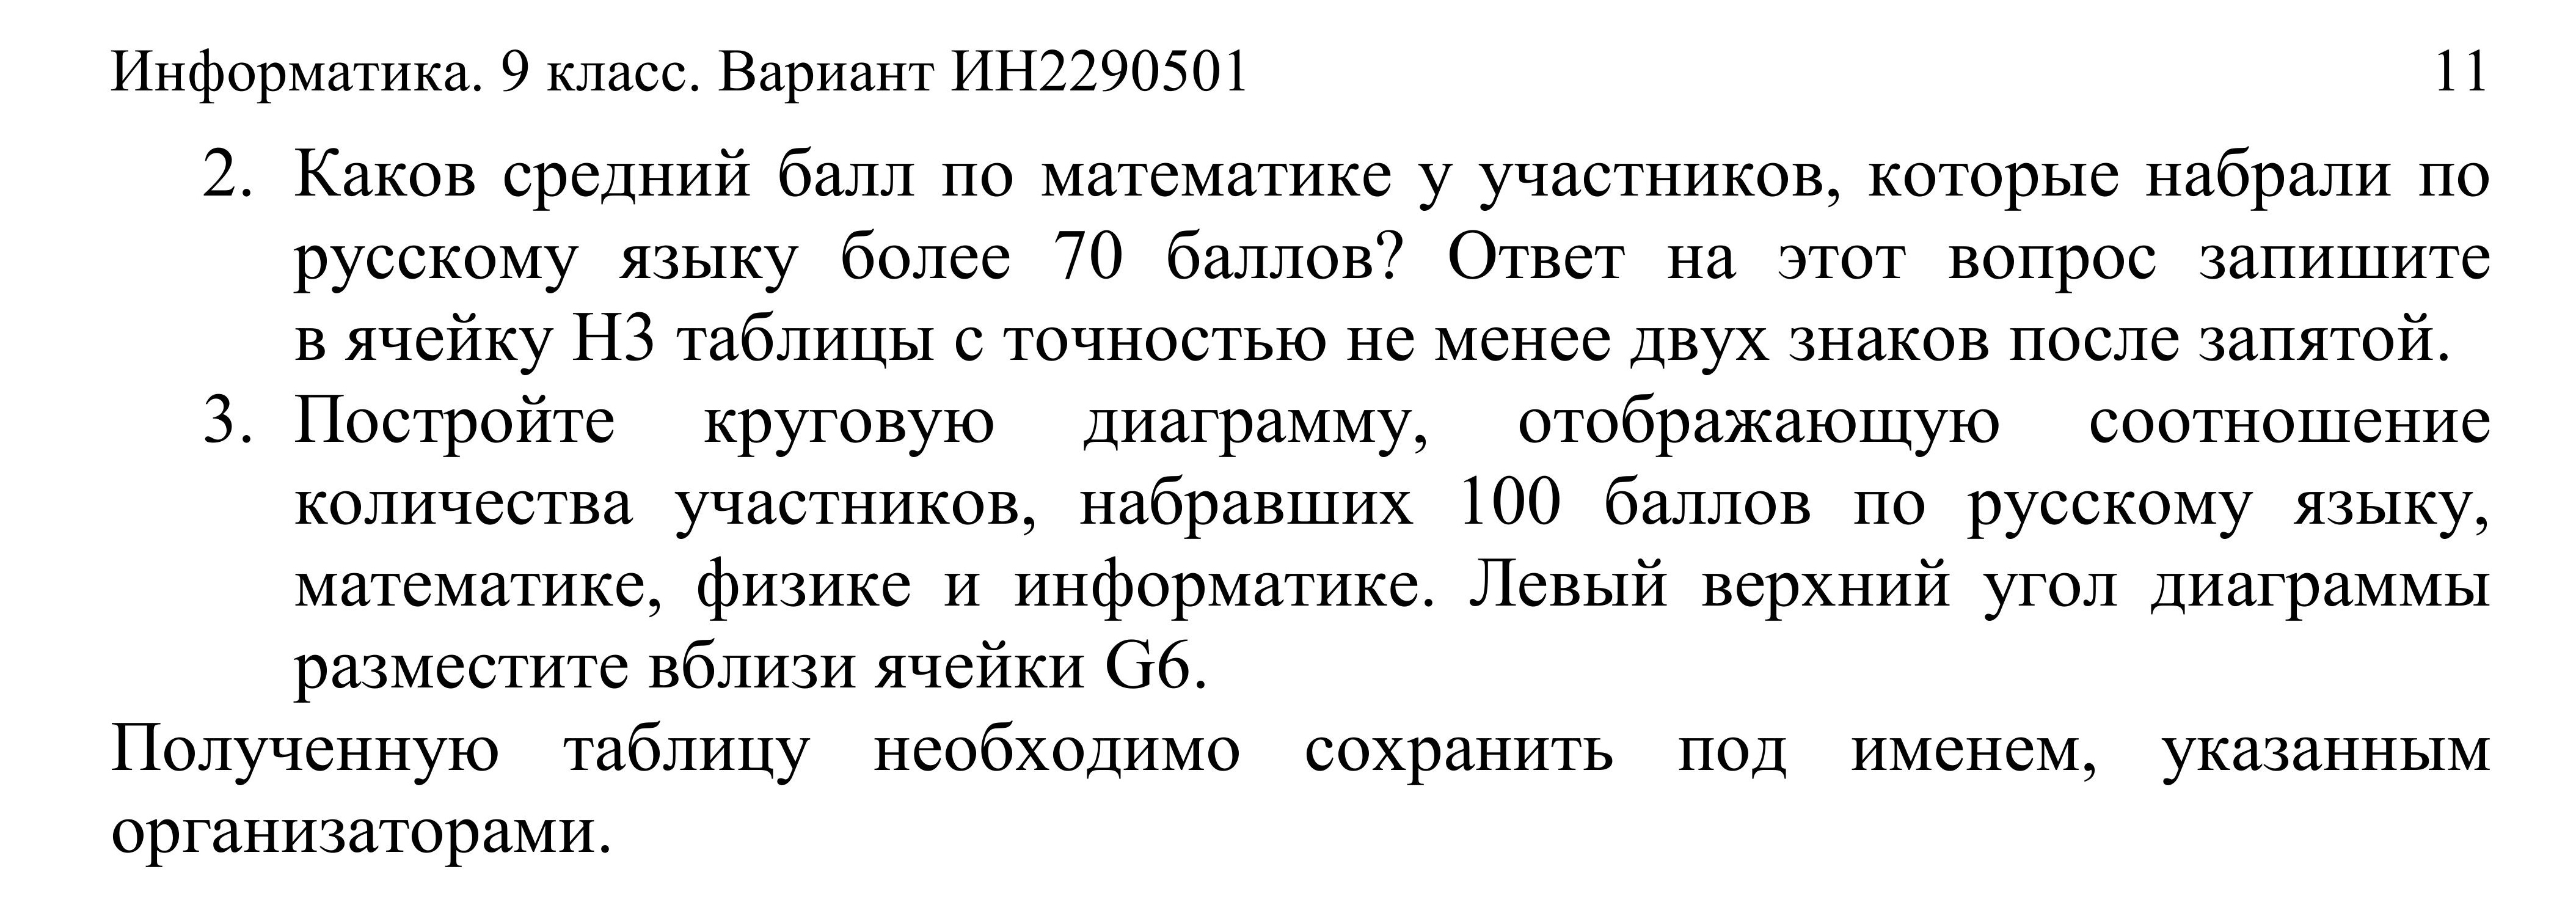 Информатика. 9 класс. Вариант ИН2290501 11
2. Каков средний балл по математике у участников, которые набрали по
русскому языку более 70 баллов? Ответ на этот вопрос запишите
в ячейку H3 таблицы с точностью не менее двух знаков после запятой.
3. Постройте круговую диаграмму, отображающую соотношение
количества участников, набравших 100 баллов по русскому языку,
математике, физике и информатике. Левый верхний угол диаграммы
разместите вблизи ячейки G6.
Полученную таблицу необходимо сохранить под именем, указанным
организаторами.